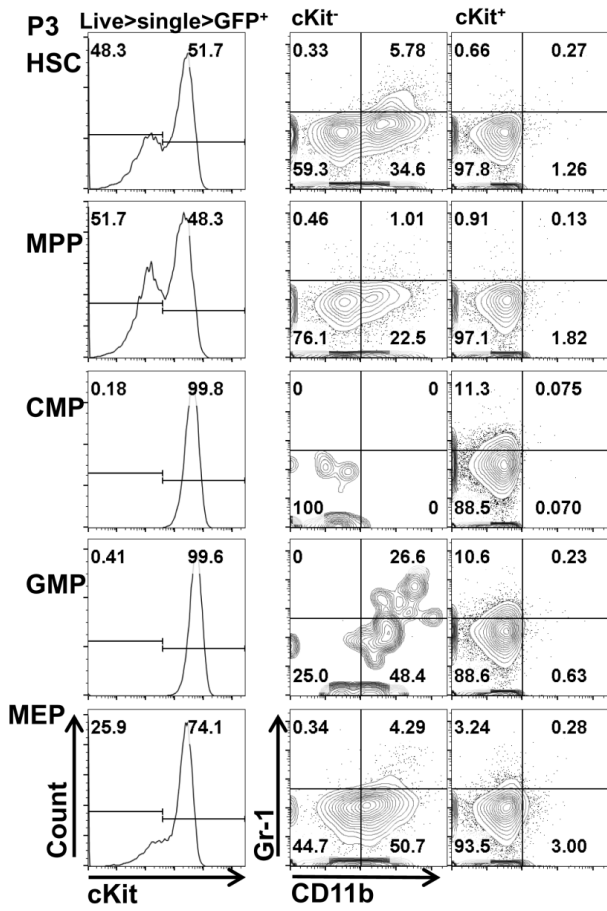 P3 Live>single>GFP⁺ cKit⁻ cKit⁺
HSC 48.3 51.7 0.33 5.78 0.66 0.27
59.3 34.6 97.8 1.26
MPP 51.7 48.3 0.46 1.01 0.91 0.13
76.1 22.5 97.1 1.82
CMP 0.18 99.8 0 0 11.3 0.075
100 0 88.5 0.070
GMP 0.41 99.6 0 26.6 10.6 0.23
25.0 48.4 88.6 0.63
MEP 25.9 74.1 0.34 4.29 3.24 0.28
Count Gr-1
44.7 50.7 93.5 3.00
cKit CD11b